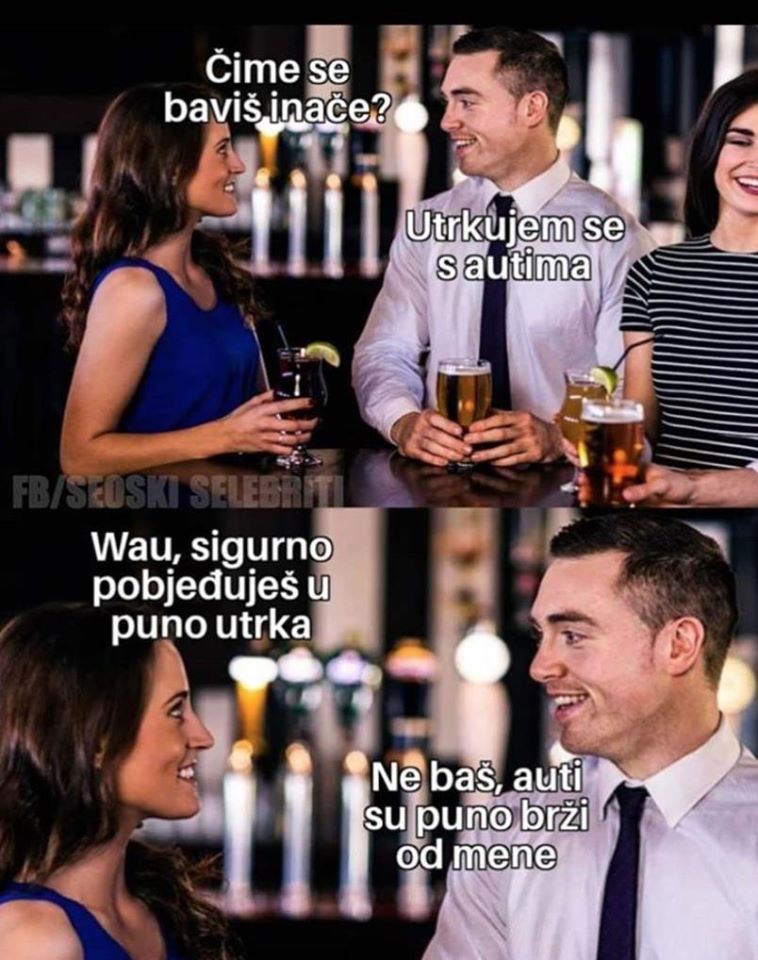 Čime se
baviš inače?
Utrkujem se
s autima
FB/SEOSKI SELEBRITI
Wau, sigurno
pobjeđuješ u
puno utrka
Ne baš, auti
su puno brži
od mene